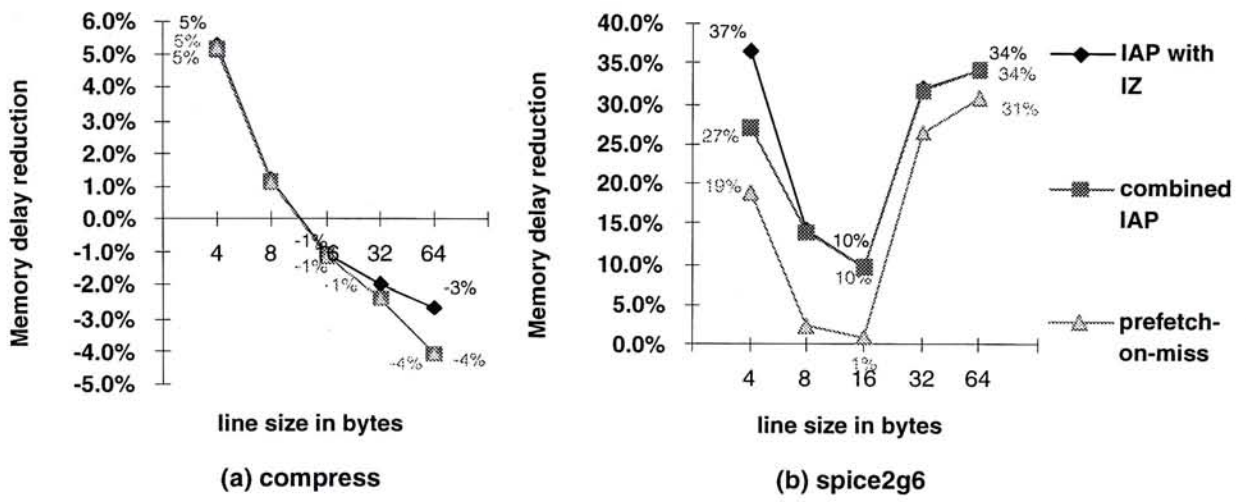 6.0%
5.0%
4.0%
3.0%
2.0%
1.0%
0.0%
-1.0%
-2.0%
-3.0%
-4.0%
-5.0%
Memory delay reduction
5%
5%
5%
-1%
-1%
-1%
-3%
-4%
-4%
4 8 16 32 64
line size in bytes
(a) compress
40.0%
35.0%
30.0%
25.0%
20.0%
15.0%
10.0%
5.0%
0.0%
Memory delay reduction
37%
27%
19%
10%
10%
1%
34%
34%
31%
4 8 16 32 64
line size in bytes
(b) spice2g6
IAP with
IZ
combined
IAP
prefetch-
on-miss